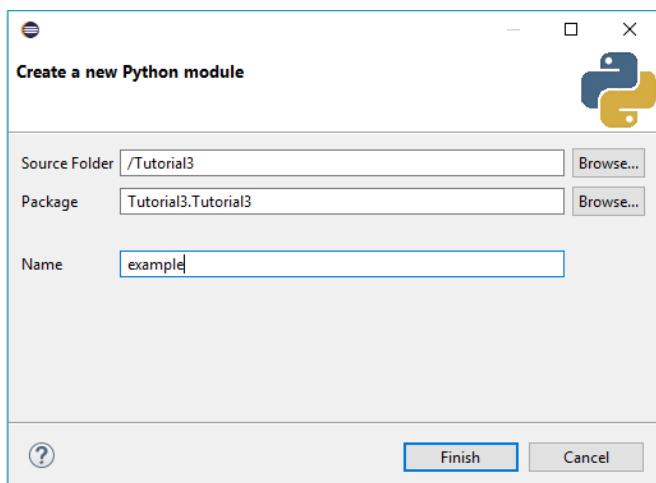 Create a new Python module
Source Folder /Tutorial3 Browse...
Package Tutorial3.Tutorial3 Browse...
Name example
? Finish Cancel